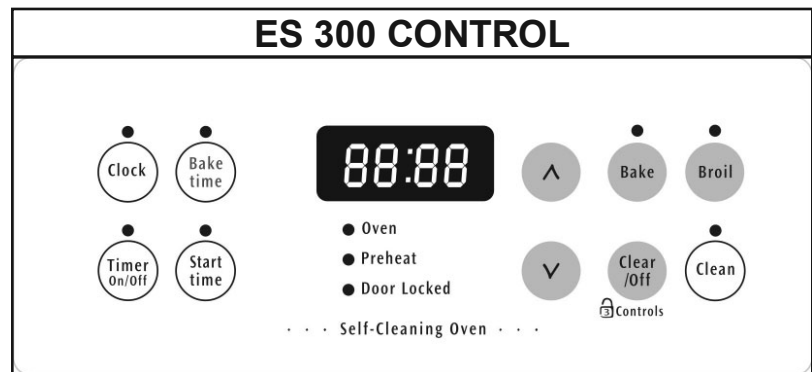 ES 300 CONTROL
Clock
Bake
time
88:88
∧
Bake
Broil
Timer
On/Off
Start
time
Oven
Preheat
Door Locked
∨
Clear
/Off
3 Controls
Clean
· · · Self-Cleaning Oven · · ·